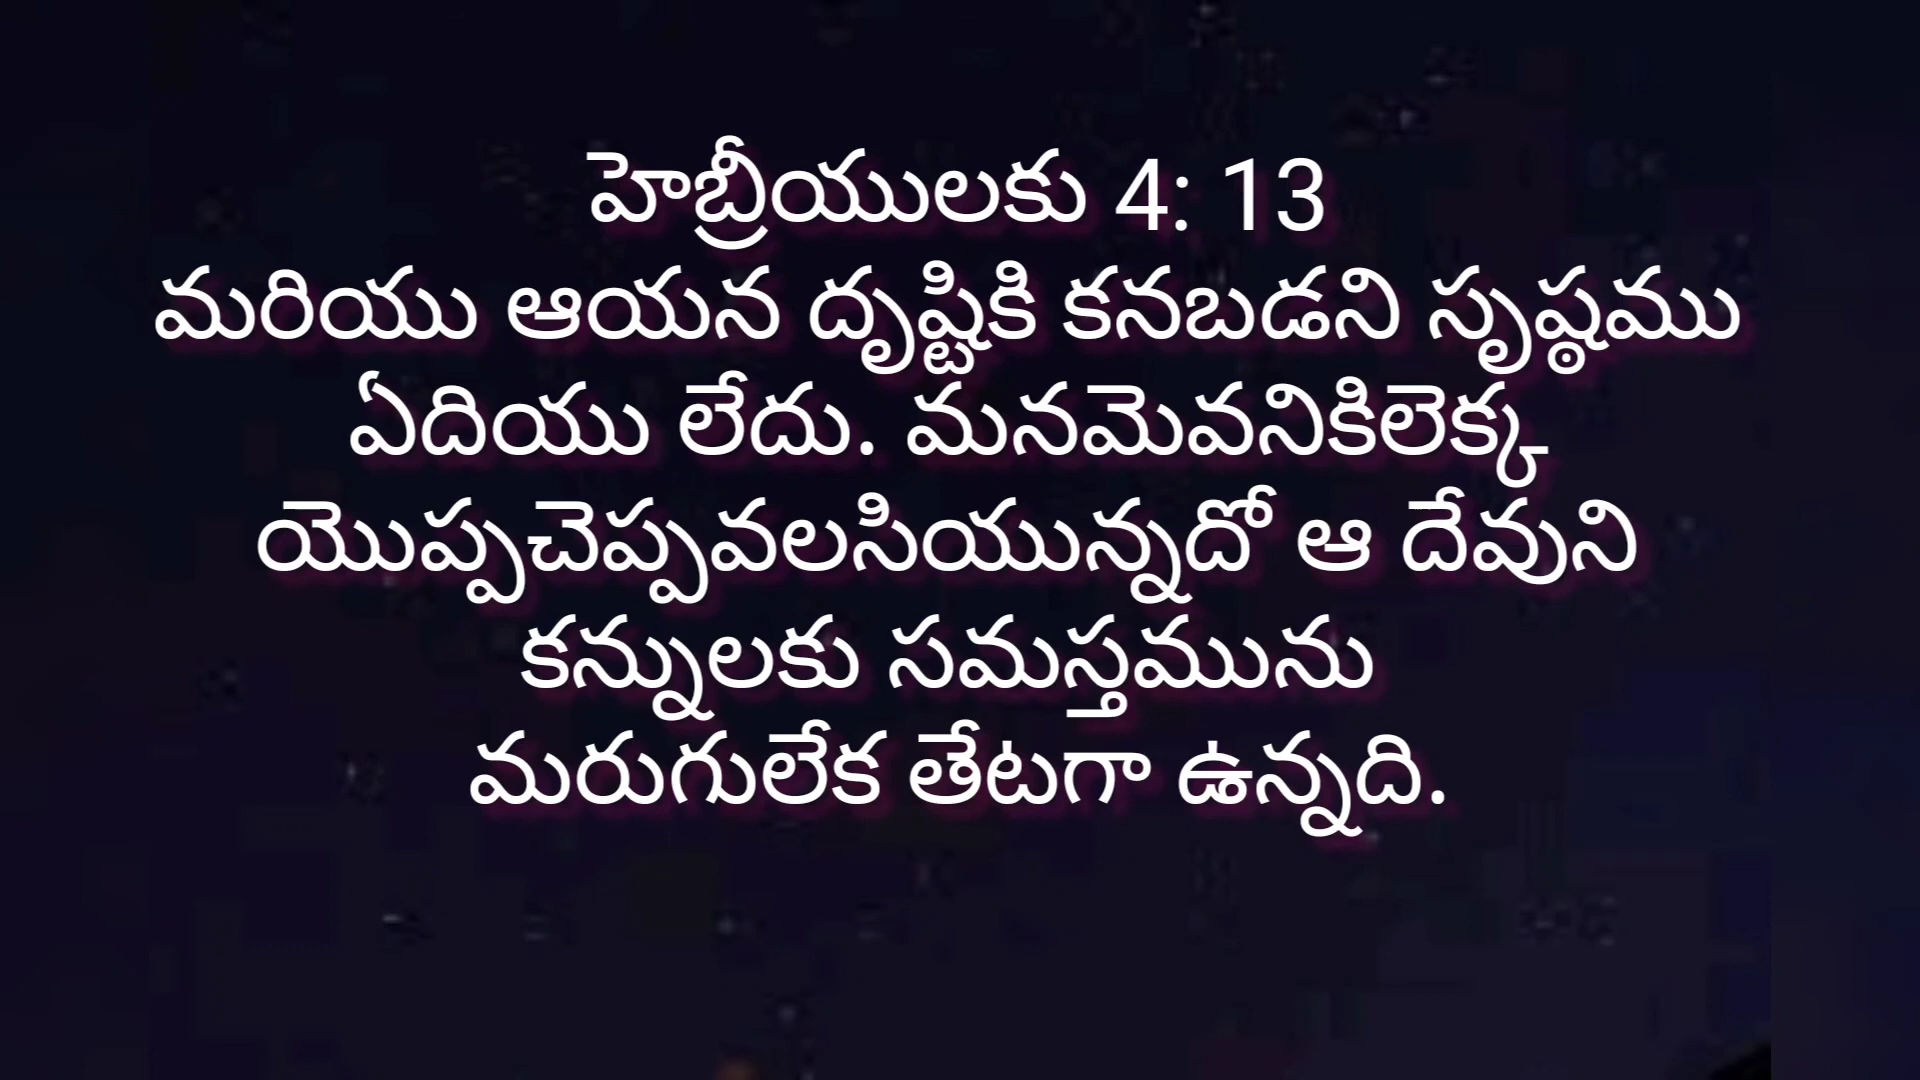 హెబ్రీయులకు 4: 13
మరియు ఆయన దృష్టికి కనబడని సృష్ఠము
ఏదియు లేదు. మనమెవనికిలెక్క
యొప్పచెప్పవలసియున్నదో ఆ దేవుని
కన్నులకు సమస్తమును
మరుగులేక తేటగా ఉన్నది.